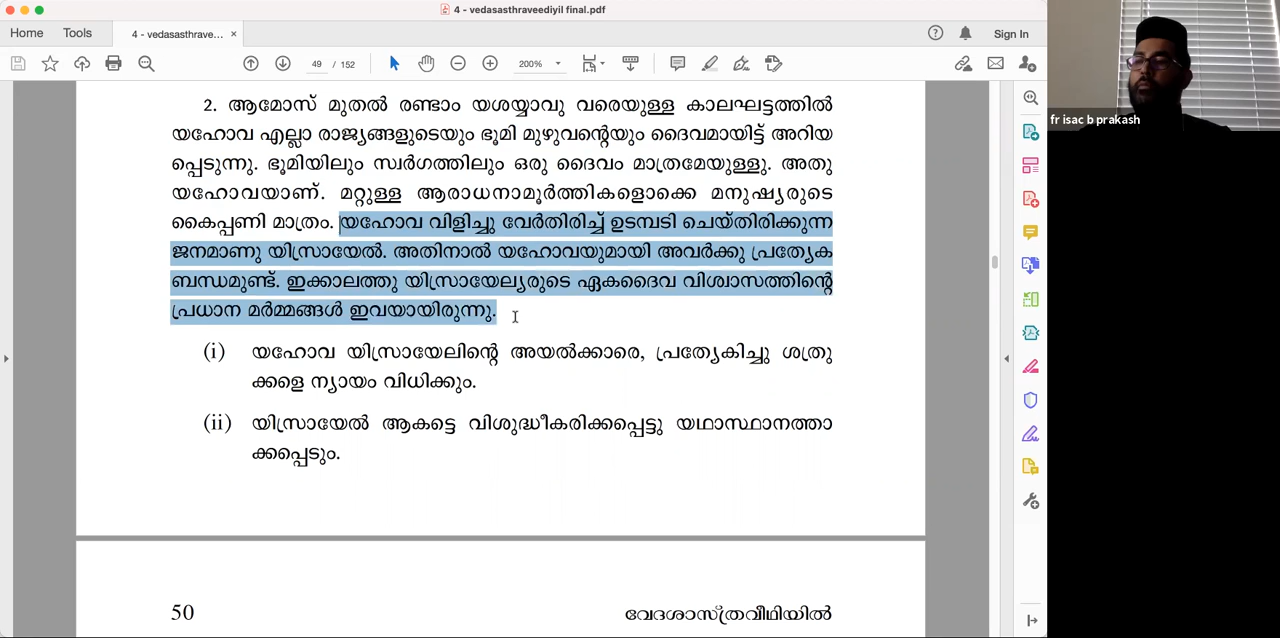 4 - vedasasthraveediyil final.pdf
Home Tools 4 - vedasasthrave... × Sign In
49 / 152 200%
fr isac b prakash
2. ആമോസ് മുതൽ രണ്ടാം യശയ്യാവു വരെയുള്ള കാലഘട്ടത്തിൽ
യഹോവ എല്ലാ രാജ്യങ്ങളുടെയും ഭൂമി മുഴുവന്റെയും ദൈവമായിട്ട് അറിയ
പ്പെടുന്നു. ഭൂമിയിലും സ്വർഗത്തിലും ഒരു ദൈവം മാത്രമേയുള്ളു. അതു
യഹോവയാണ്. മറ്റുള്ള ആരാധനാമൂർത്തികളൊക്കെ മനുഷ്യരുടെ
കൈപ്പണി മാത്രം. യഹോവ വിളിച്ചു വേർതിരിച്ച് ഉടമ്പടി ചെയ്തിരിക്കുന്ന
ജനമാണു യിസ്രായേൽ. അതിനാൽ യഹോവയുമായി അവർക്കു പ്രത്യേക
ബന്ധമുണ്ട്. ഇക്കാലത്തു യിസ്രായേല്യരുടെ ഏകദൈവ വിശ്വാസത്തിന്റെ
പ്രധാന മർമ്മങ്ങൾ ഇവയായിരുന്നു.
(i) യഹോവ യിസ്രായേലിന്റെ അയൽക്കാരെ, പ്രത്യേകിച്ചു ശത്രു
ക്കളെ ന്യായം വിധിക്കും.
(ii) യിസ്രായേൽ ആകട്ടെ വിശുദ്ധീകരിക്കപ്പെട്ടു യഥാസ്ഥാനത്താ
ക്കപ്പെടും.
50 വേദശാസ്ത്രവീഥിയിൽ